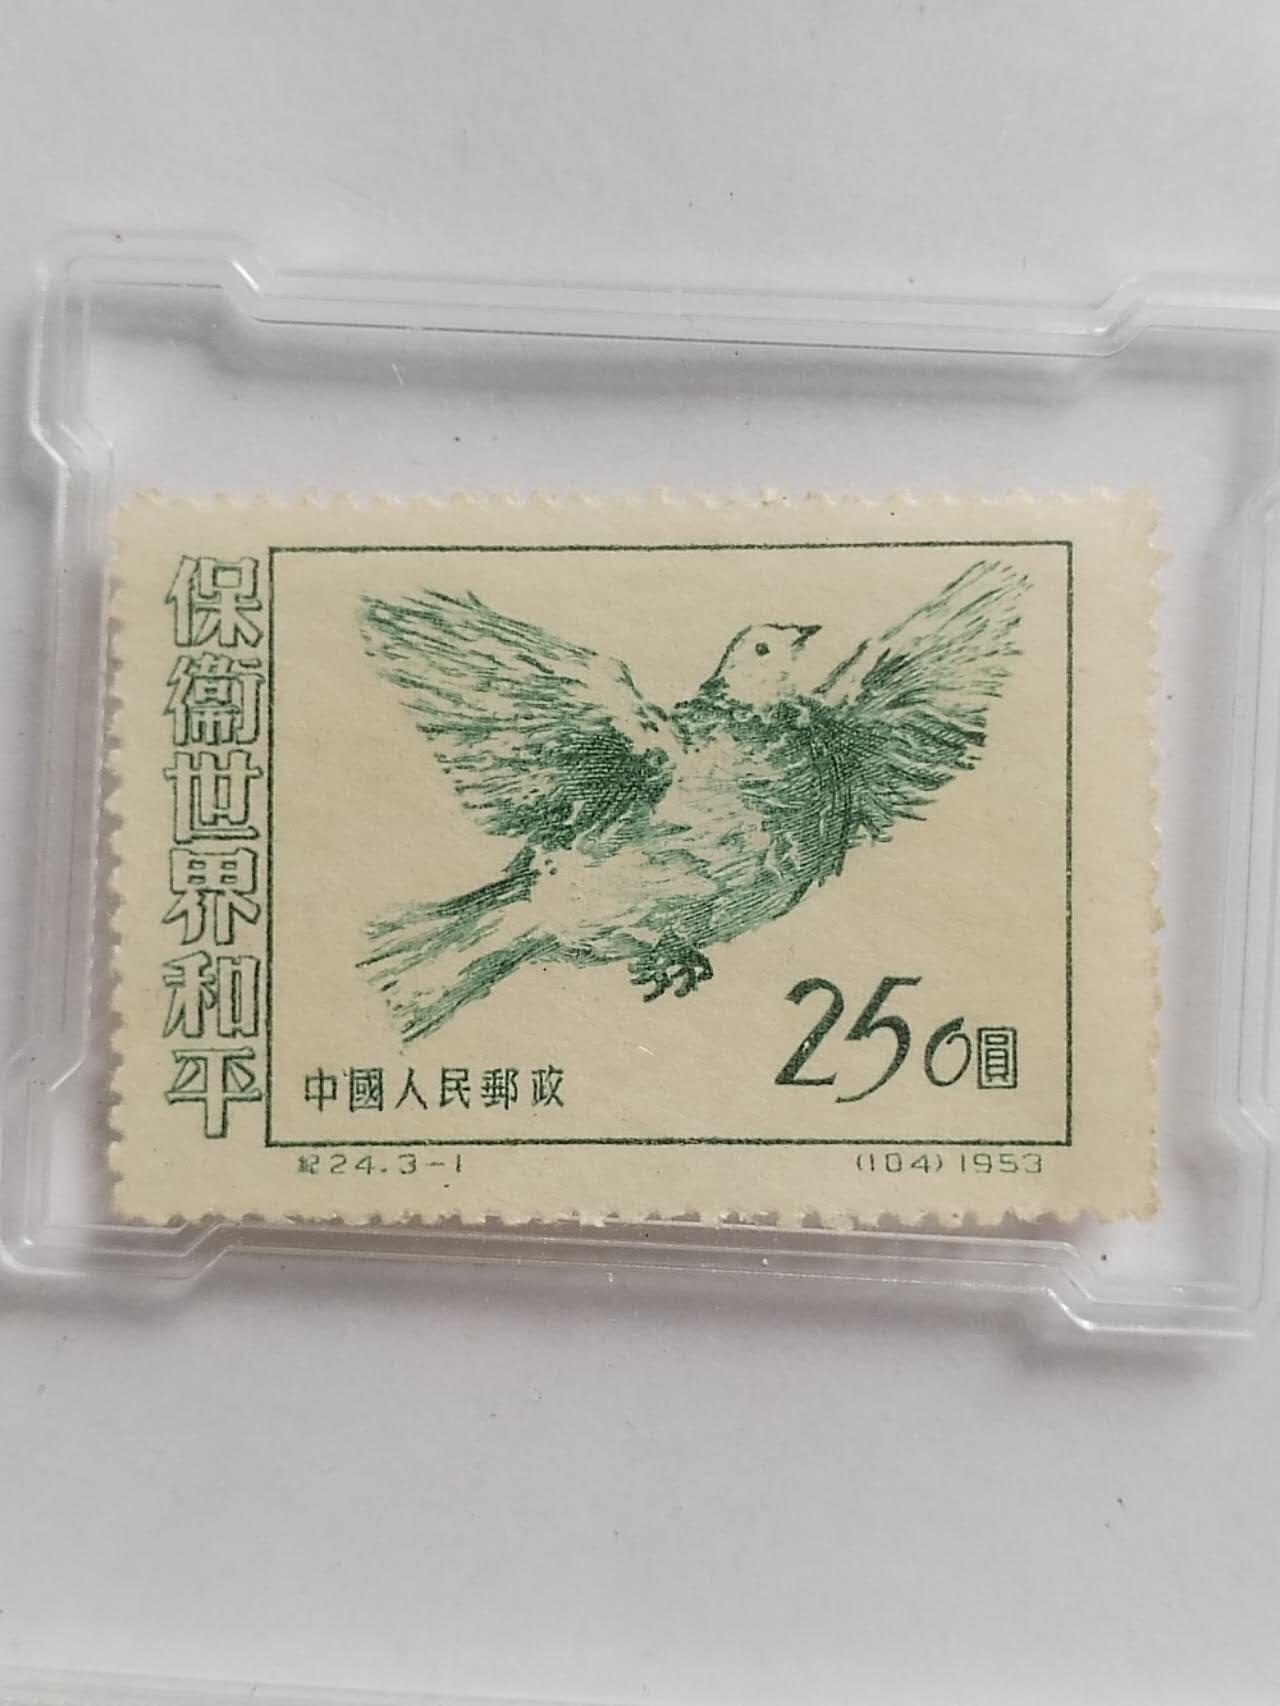 保衞世界和平
250圓
中國人民郵政
紀24.3-1
(104)1953